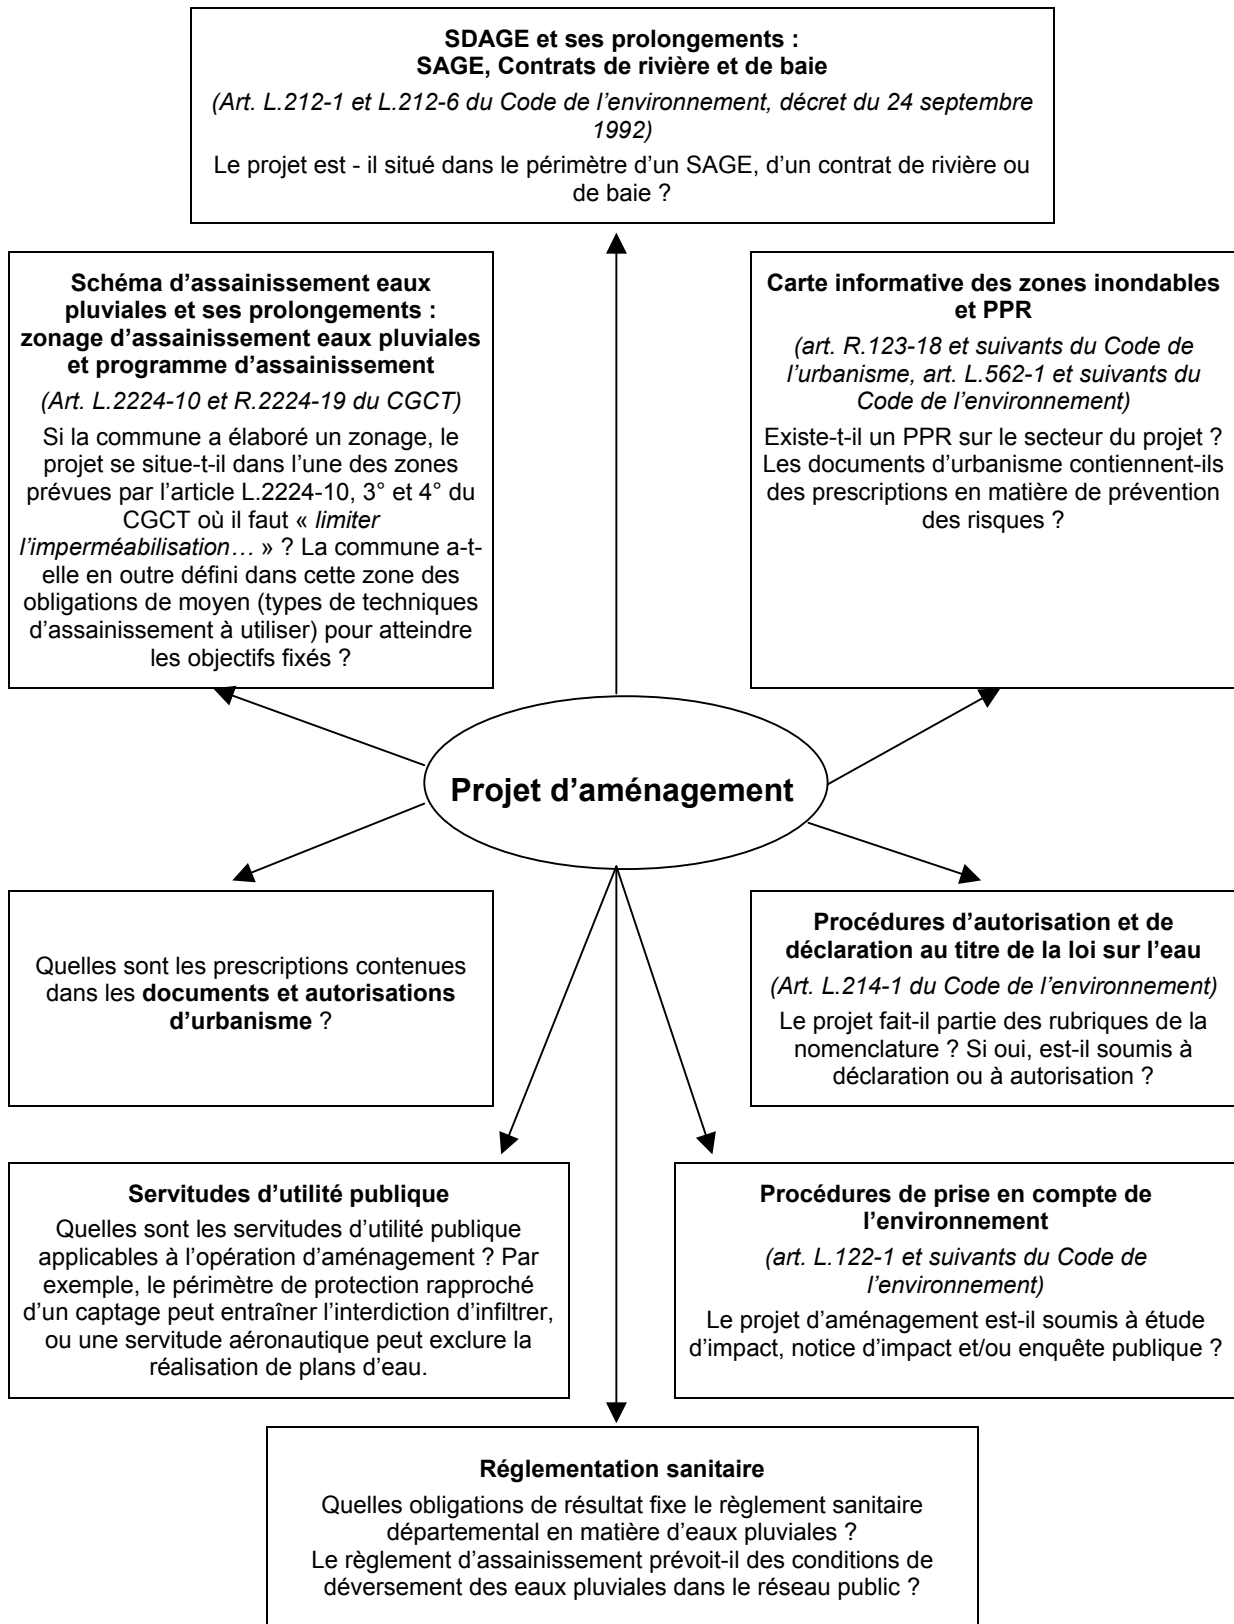 SDAGE et ses prolongements :
SAGE, Contrats de rivière et de baie
(Art. L.212-1 et L.212-6 du Code de l’environnement, décret du 24 septembre
1992)
Le projet est - il situé dans le périmètre d’un SAGE, d’un contrat de rivière ou
de baie ?
Schéma d’assainissement eaux
pluviales et ses prolongements :
zonage d’assainissement eaux pluviales
et programme d’assainissement
(Art. L.2224-10 et R.2224-19 du CGCT)
Si la commune a élaboré un zonage, le
projet se situe-t-il dans l’une des zones
prévues par l’article L.2224-10, 3° et 4° du
CGCT où il faut « limiter
l’imperméabilisation… » ? La commune a-t-
elle en outre défini dans cette zone des
obligations de moyen (types de techniques
d’assainissement à utiliser) pour atteindre
les objectifs fixés ?
Carte informative des zones inondables
et PPR
(art. R.123-18 et suivants du Code de
l’urbanisme, art. L.562-1 et suivants du
Code de l’environnement)
Existe-t-il un PPR sur le secteur du projet ?
Les documents d’urbanisme contiennent-ils
des prescriptions en matière de prévention
des risques ?
Projet d’aménagement
Quelles sont les prescriptions contenues
dans les documents et autorisations
d’urbanisme ?
Procédures d’autorisation et de
déclaration au titre de la loi sur l’eau
(Art. L.214-1 du Code de l’environnement)
Le projet fait-il partie des rubriques de la
nomenclature ? Si oui, est-il soumis à
déclaration ou à autorisation ?
Servitudes d’utilité publique
Quelles sont les servitudes d’utilité publique
applicables à l’opération d’aménagement ? Par
exemple, le périmètre de protection rapproché
d’un captage peut entraîner l’interdiction d’infiltrer,
ou une servitude aéronautique peut exclure la
réalisation de plans d’eau.
Procédures de prise en compte de
l’environnement
(art. L.122-1 et suivants du Code de
l’environnement)
Le projet d’aménagement est-il soumis à étude
d’impact, notice d’impact et/ou enquête publique ?
Réglementation sanitaire
Quelles obligations de résultat fixe le règlement sanitaire
départemental en matière d’eaux pluviales ?
Le règlement d’assainissement prévoit-il des conditions de
déversement des eaux pluviales dans le réseau public ?